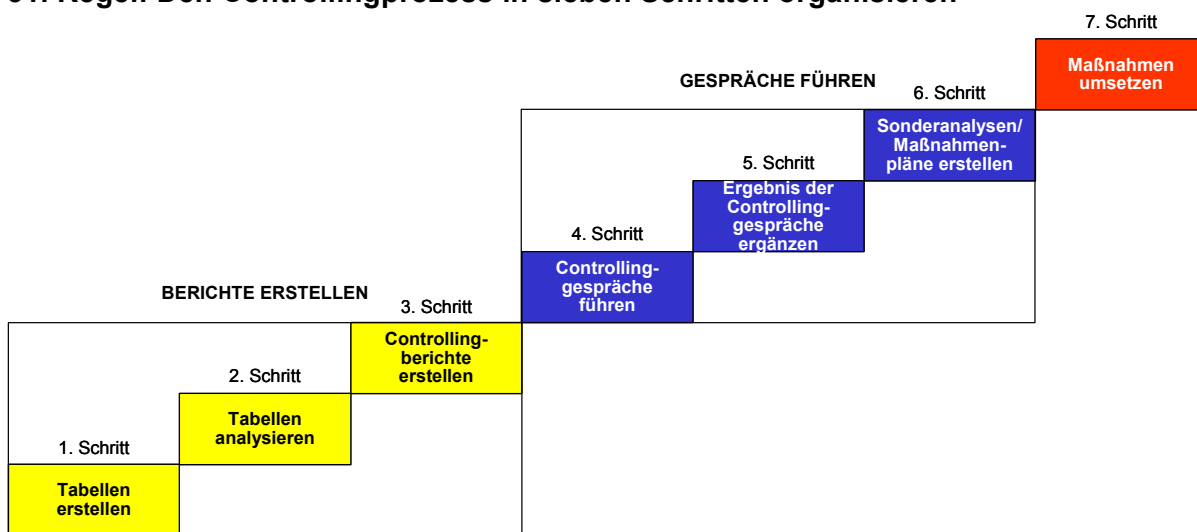 7. Schritt
Maßnahmen
umsetzen
GESPRÄCHE FÜHREN
6. Schritt
Sonderanalysen/
Maßnahmen-
pläne erstellen
5. Schritt
Ergebnis der
Controlling-
gespräche
ergänzen
4. Schritt
Controlling-
gespräche
führen
BERICHTE ERSTELLEN
3. Schritt
Controlling-
berichte
erstellen
2. Schritt
Tabellen
analysieren
1. Schritt
Tabellen
erstellen